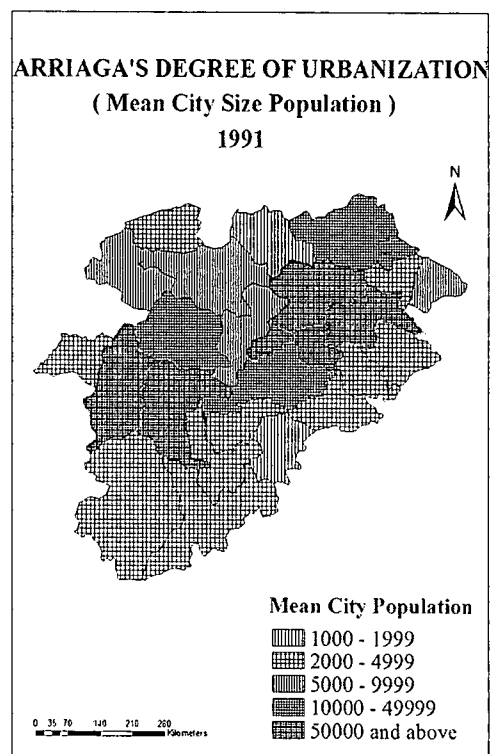 ARRIAGA'S DEGREE OF URBANIZATION
( Mean City Size Population )
1991
N
Mean City Population
1000 - 1999
2000 - 4999
5000 - 9999
10000 - 49999
50000 and above
0 35 70 140 210 280
Kilometers